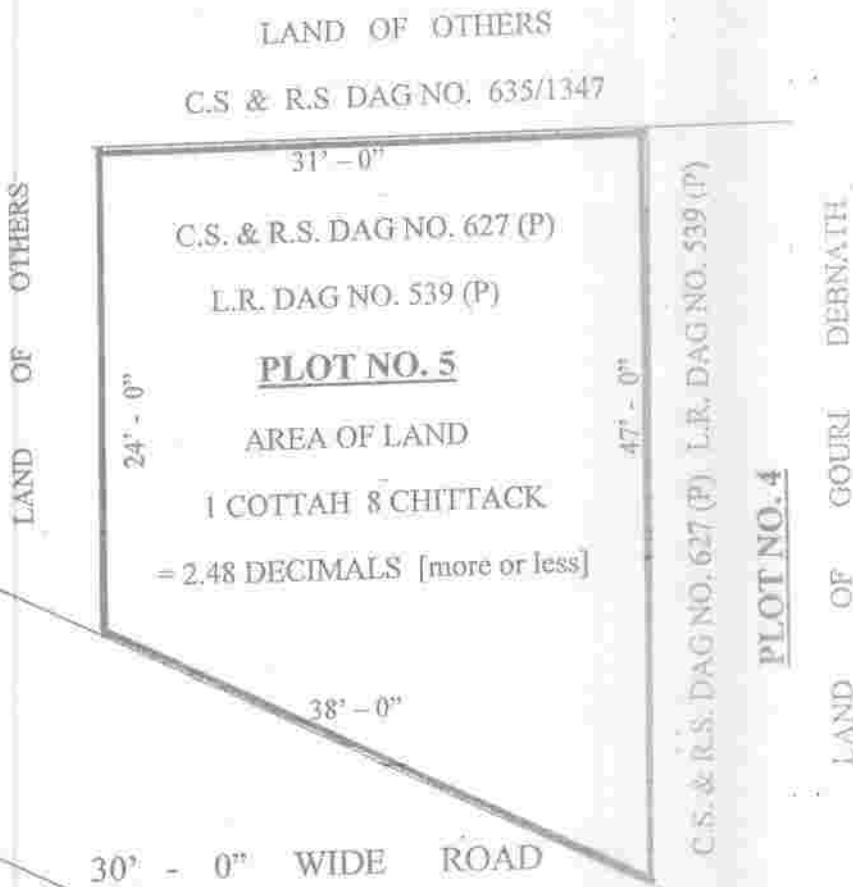 LAND OF OTHERS
C.S & R.S DAG NO. 635/1347
31' – 0"
LAND OF OTHERS
C.S. & R.S. DAG NO. 627 (P)
L.R. DAG NO. 539 (P)
PLOT NO. 5
24' - 0"
AREA OF LAND
1 COTTAH 8 CHITTACK
= 2.48 DECIMALS [more or less]
47' - 0"
C.S. & R.S. DAG NO. 627 (P) L.R. DAG NO. 539 (P)
PLOT NO. 4
LAND OF GOURI DEBNATH
38' – 0"
30' - 0" WIDE ROAD